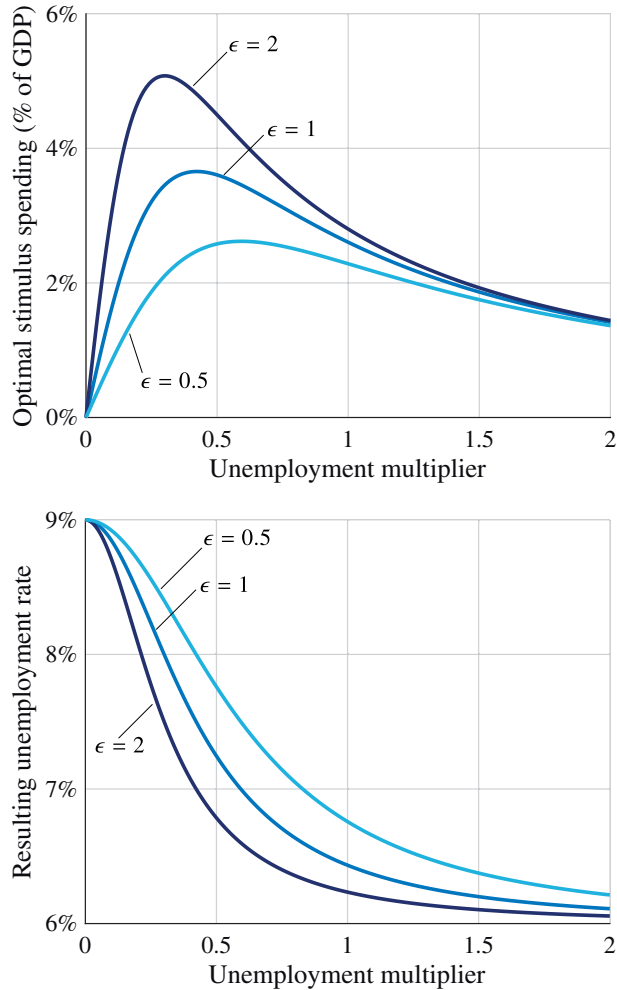 Optimal stimulus spending (% of GDP)
6%
4%
2%
0%
ϵ = 2
ϵ = 1
ϵ = 0.5
0 0.5 1 1.5 2
Unemployment multiplier
Resulting unemployment rate
9%
8%
7%
6%
ϵ = 0.5
ϵ = 1
ϵ = 2
0 0.5 1 1.5 2
Unemployment multiplier